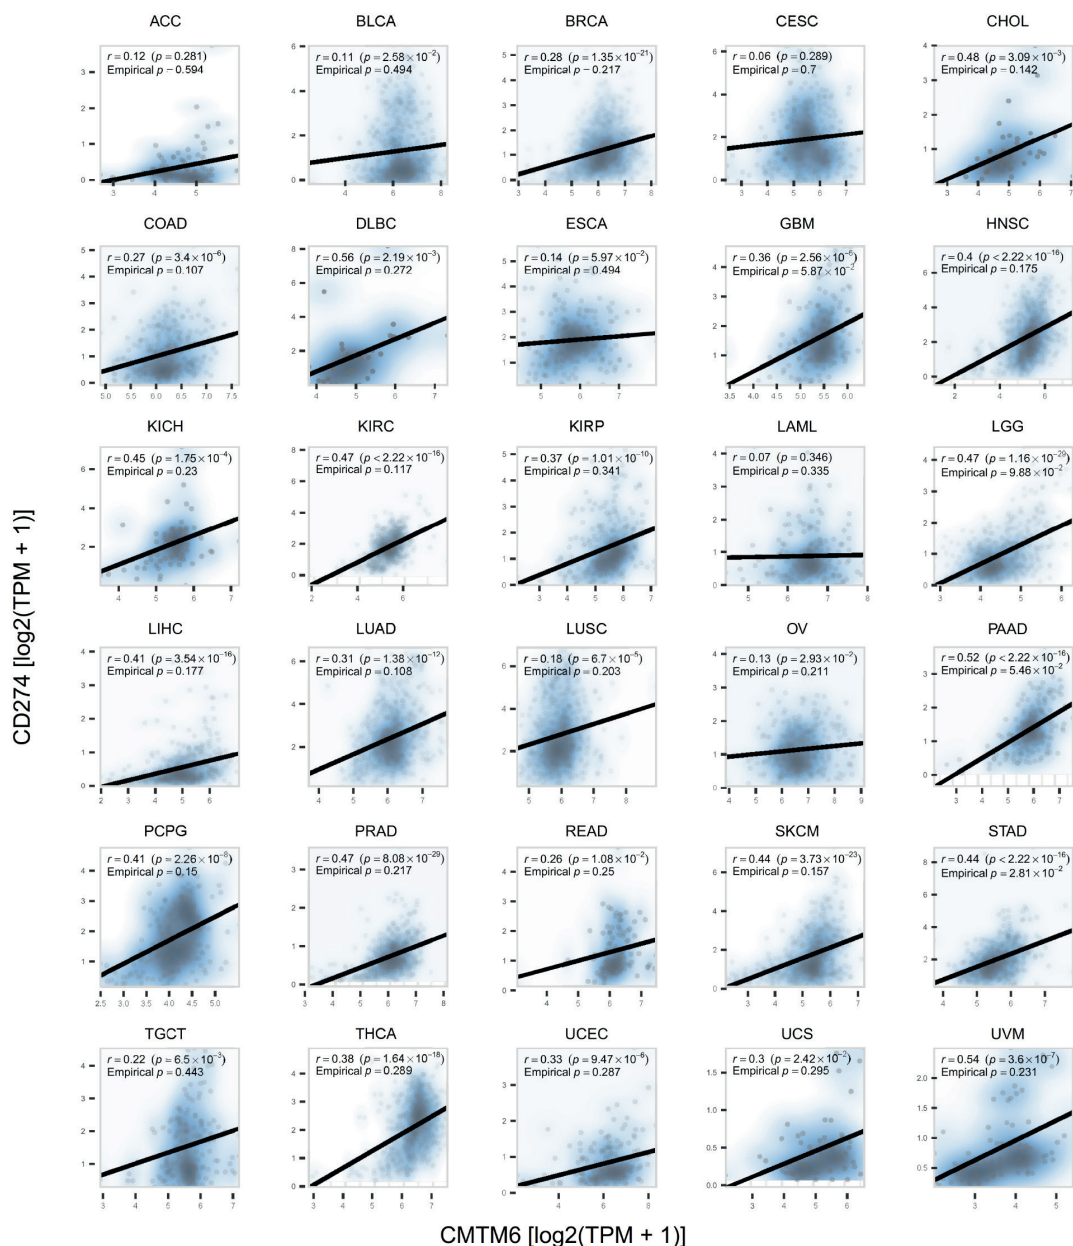 ACC BLCA BRCA CESC CHOL
r = 0.12 (p = 0.281) r = 0.11 (p = 2.58 × 10⁻²) r = 0.28 (p = 1.35 × 10⁻²¹) r = 0.06 (p = 0.289) r = 0.48 (p = 3.09 × 10⁻³)
Empirical p = 0.594 Empirical p = 0.494 Empirical p = 0.217 Empirical p = 0.7 Empirical p = 0.142
COAD DLBC ESCA GBM HNSC
r = 0.27 (p = 3.4 × 10⁻⁶) r = 0.56 (p = 2.19 × 10⁻³) r = 0.14 (p = 5.97 × 10⁻²) r = 0.36 (p = 2.56 × 10⁻⁶) r = 0.4 (p < 2.22 × 10⁻¹⁶)
Empirical p = 0.107 Empirical p = 0.272 Empirical p = 0.494 Empirical p = 5.87 × 10⁻² Empirical p = 0.175
KICH KIRC KIRP LAML LGG
r = 0.45 (p = 1.75 × 10⁻⁴) r = 0.47 (p < 2.22 × 10⁻¹⁶) r = 0.37 (p = 1.01 × 10⁻¹⁰) r = 0.07 (p = 0.346) r = 0.47 (p = 1.16 × 10⁻²⁹)
Empirical p = 0.23 Empirical p = 0.117 Empirical p = 0.341 Empirical p = 0.335 Empirical p = 9.88 × 10⁻²
LIHC LUAD LUSC OV PAAD
r = 0.41 (p = 3.54 × 10⁻¹⁶) r = 0.31 (p = 1.38 × 10⁻¹²) r = 0.18 (p = 6.7 × 10⁻⁵) r = 0.13 (p = 2.93 × 10⁻²) r = 0.52 (p < 2.22 × 10⁻¹⁶)
Empirical p = 0.177 Empirical p = 0.108 Empirical p = 0.203 Empirical p = 0.211 Empirical p = 5.46 × 10⁻²
PCPG PRAD READ SKCM STAD
r = 0.41 (p = 2.26 × 10⁻⁸) r = 0.47 (p = 8.08 × 10⁻²⁹) r = 0.26 (p = 1.08 × 10⁻²) r = 0.44 (p = 3.73 × 10⁻²³) r = 0.44 (p < 2.22 × 10⁻¹⁶)
Empirical p = 0.15 Empirical p = 0.217 Empirical p = 0.25 Empirical p = 0.157 Empirical p = 2.81 × 10⁻²
TGCT THCA UCEC UCS UVM
r = 0.22 (p = 6.5 × 10⁻³) r = 0.38 (p = 1.64 × 10⁻¹⁸) r = 0.33 (p = 9.47 × 10⁻⁶) r = 0.3 (p = 2.42 × 10⁻²) r = 0.54 (p = 3.6 × 10⁻⁷)
Empirical p = 0.443 Empirical p = 0.289 Empirical p = 0.287 Empirical p = 0.295 Empirical p = 0.231
CD274 [log2(TPM + 1)]
CMTM6 [log2(TPM + 1)]